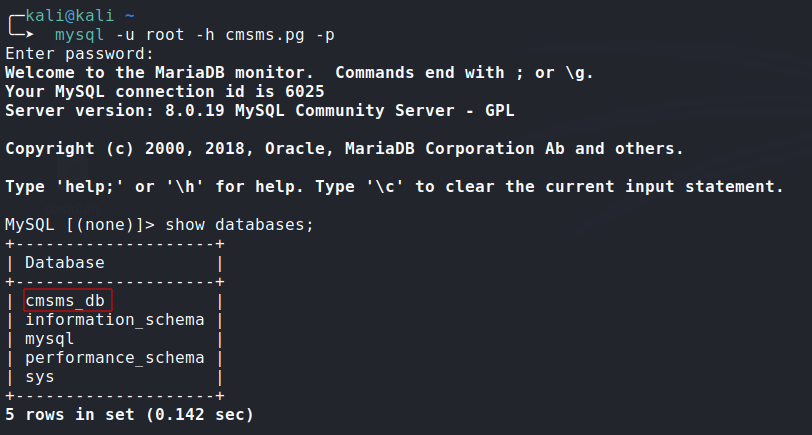 ╭─kali@kali ~
╰─➤  mysql -u root -h cmsms.pg -p
Enter password:
Welcome to the MariaDB monitor.  Commands end with ; or \g.
Your MySQL connection id is 6025
Server version: 8.0.19 MySQL Community Server - GPL

Copyright (c) 2000, 2018, Oracle, MariaDB Corporation Ab and others.

Type 'help;' or '\h' for help. Type '\c' to clear the current input statement.

MySQL [(none)]> show databases;
+--------------------+
| Database           |
+--------------------+
| cmsms_db           |
| information_schema |
| mysql              |
| performance_schema |
| sys                |
+--------------------+
5 rows in set (0.142 sec)